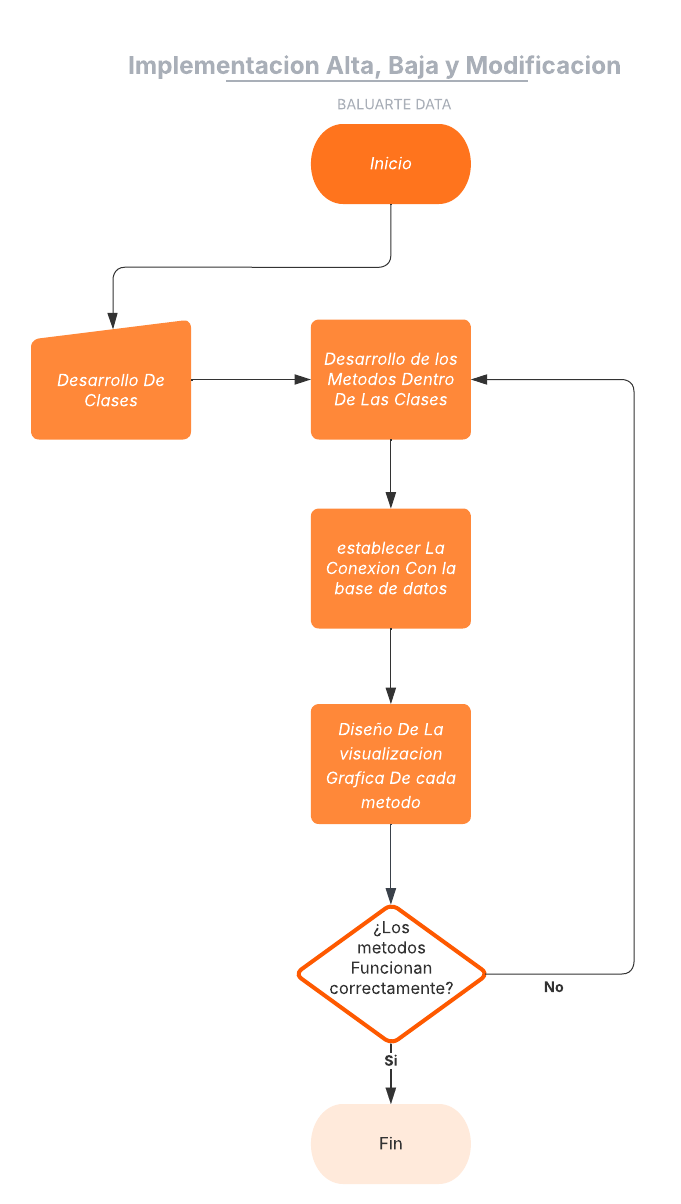 Implementacion Alta, Baja y Modificacion
BALUARTE DATA
Inicio
Desarrollo De
Clases
Desarrollo de los
Metodos Dentro
De Las Clases
establecer La
Conexion Con la
base de datos
Diseño De La
visualizacion
Grafica De cada
metodo
¿Los
metodos
Funcionan
correctamente?
No
Si
Fin